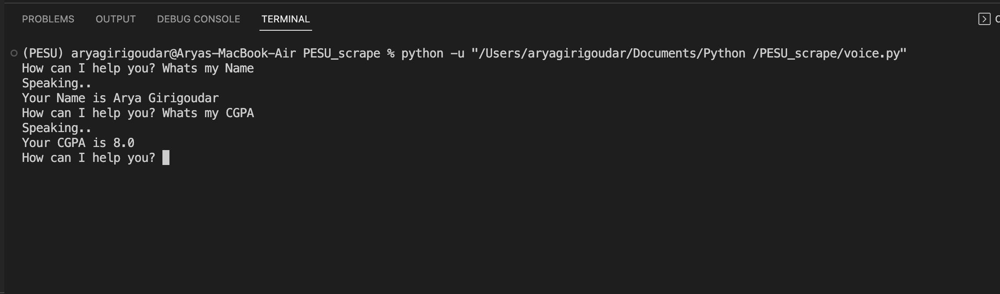 PROBLEMS OUTPUT DEBUG CONSOLE TERMINAL
(PESU) aryagirigoudar@Aryas-MacBook-Air PESU_scrape % python -u "/Users/aryagirigoudar/Documents/Python /PESU_scrape/voice.py"
How can I help you? Whats my Name
Speaking..
Your Name is Arya Girigoudar
How can I help you? Whats my CGPA
Speaking..
Your CGPA is 8.0
How can I help you?